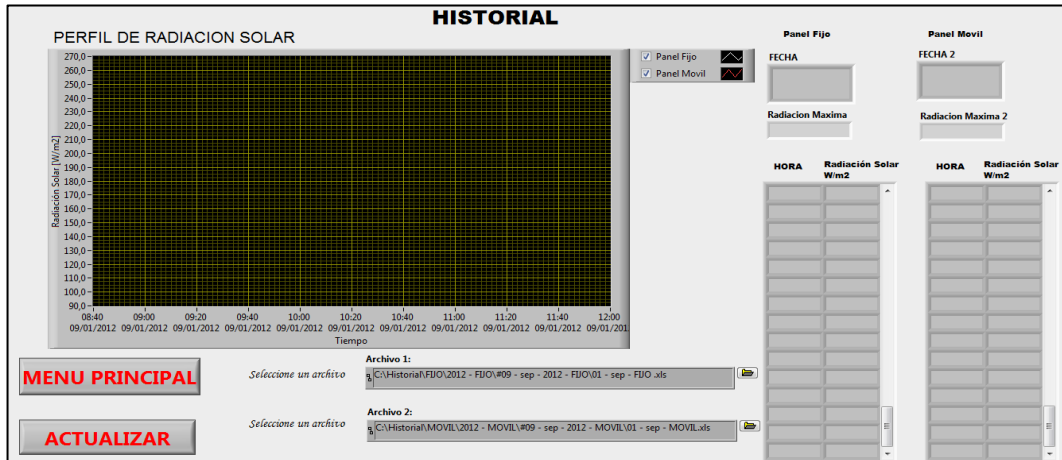 HISTORIAL
PERFIL DE RADIACION SOLAR
270,0
260,0
250,0
240,0
230,0
220,0
210,0
200,0
190,0
180,0
170,0
160,0
150,0
140,0
130,0
120,0
110,0
100,0
90,0
Radiación Solar [W/m2]
08:40 09:00 09:20 09:40 10:00 10:20 10:40 11:00 11:20 11:40 12:00
09/01/2012 09/01/2012 09/01/2012 09/01/2012 09/01/2012 09/01/2012 09/01/2012 09/01/2012 09/01/2012 09/01/2012 09/01/201
Tiempo
Panel Fijo
Panel Movil
Panel Fijo
FECHA
Radiacion Maxima
Panel Movil
FECHA 2
Radiacion Maxima 2
HORA Radiación Solar
W/m2
HORA Radiación Solar
W/m2
MENU PRINCIPAL
ACTUALIZAR
Archivo 1:
Seleccione un archivo C:\Historial\FIJO\2012 - FIJO\#09 - sep - 2012 - FIJO\01 - sep - FIJO .xls
Archivo 2:
Seleccione un archivo C:\Historial\MOVIL\2012 - MOVIL\#09 - sep - 2012 - MOVIL\01 - sep - MOVIL.xls